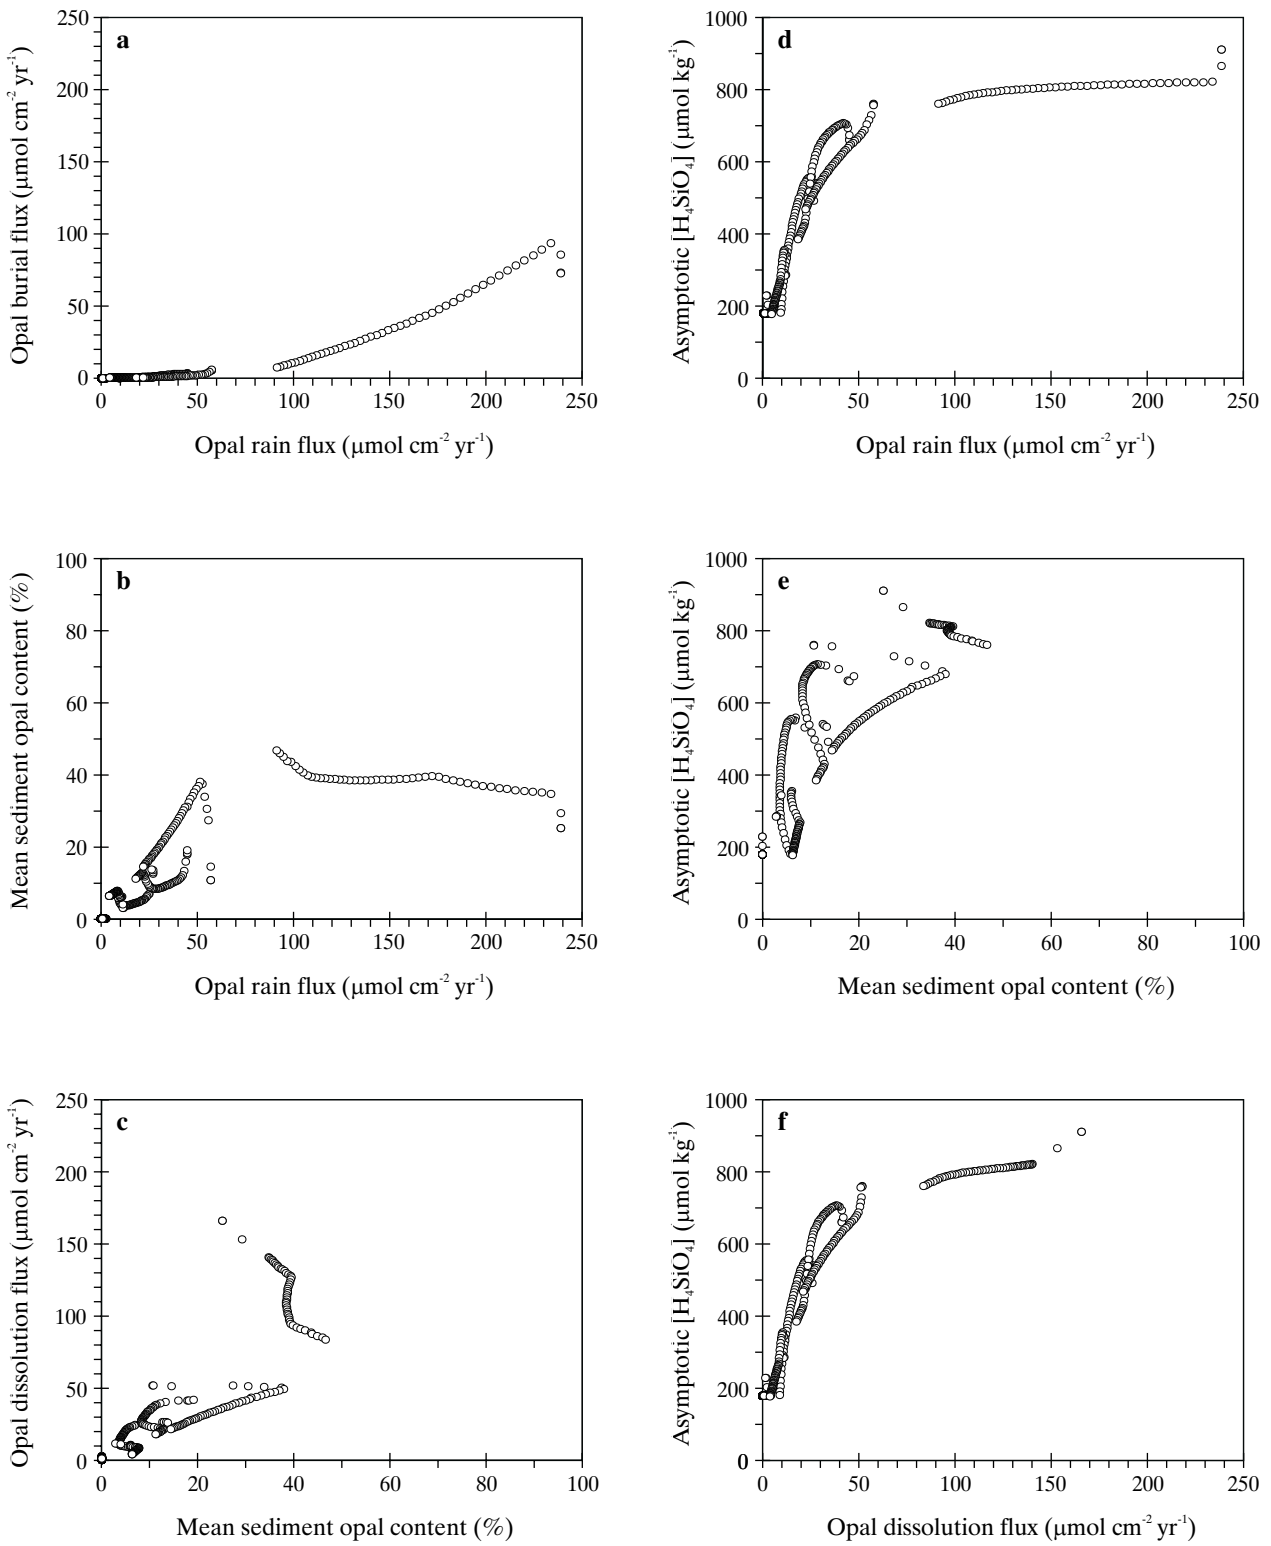 a
Opal burial flux (µmol cm-2 yr-1)
250
200
150
100
50
0
0 50 100 150 200 250
Opal rain flux (µmol cm-2 yr-1)
d
Asymptotic [H4SiO4] (µmol kg-1)
1000
800
600
400
200
0
0 50 100 150 200 250
Opal rain flux (µmol cm-2 yr-1)
b
Mean sediment opal content (%)
100
80
60
40
20
0
0 50 100 150 200 250
Opal rain flux (µmol cm-2 yr-1)
e
Asymptotic [H4SiO4] (µmol kg-1)
1000
800
600
400
200
0
0 20 40 60 80 100
Mean sediment opal content (%)
c
Opal dissolution flux (µmol cm-2 yr-1)
250
200
150
100
50
0
0 20 40 60 80 100
Mean sediment opal content (%)
f
Asymptotic [H4SiO4] (µmol kg-1)
1000
800
600
400
200
0
0 50 100 150 200 250
Opal dissolution flux (µmol cm-2 yr-1)